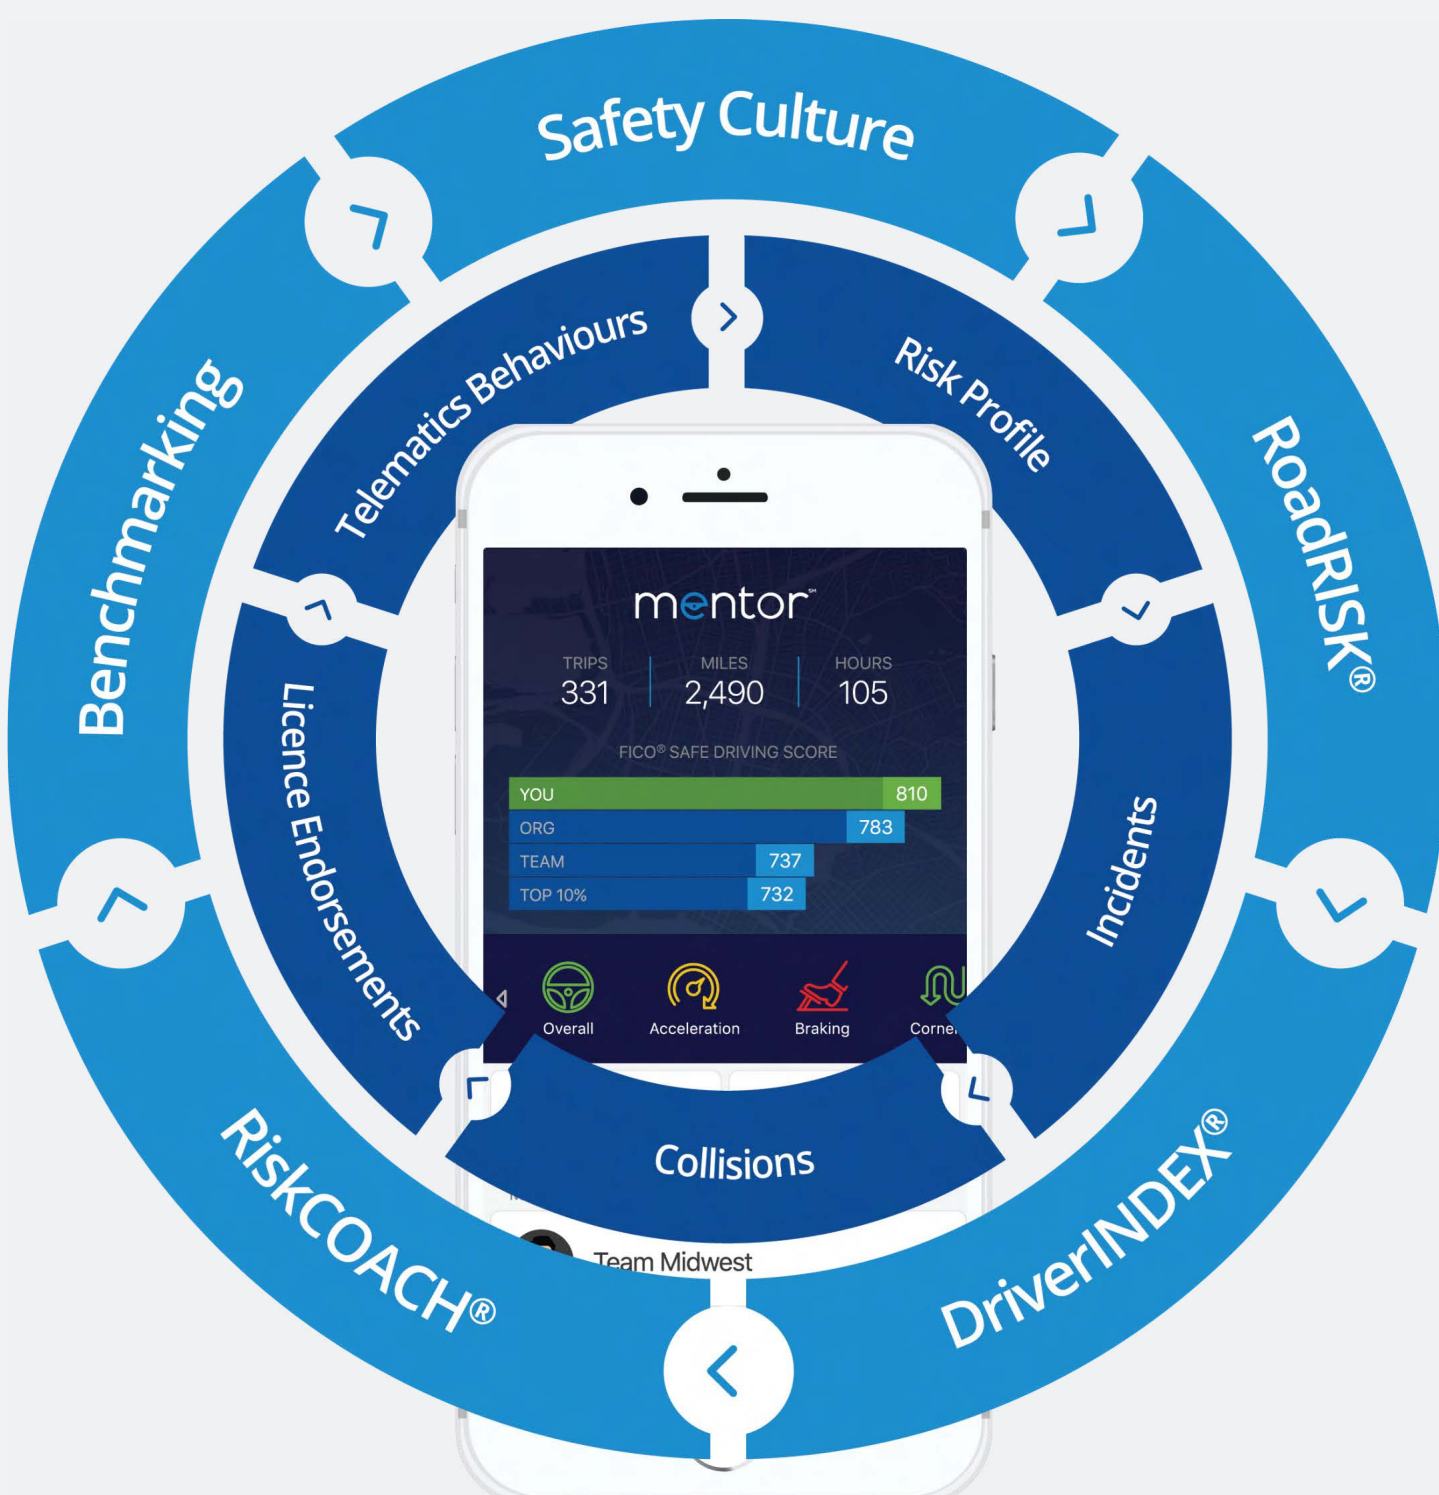 Safety Culture
RoadRISK®
DriverINDEX®
RiskCOACH®
Benchmarking
Telematics Behaviours
Risk Profile
Incidents
Collisions
Licence Endorsements
mentor℠
TRIPS
331
MILES
2,490
HOURS
105
FICO® SAFE DRIVING SCORE
YOU 810
ORG 783
TEAM 737
TOP 10% 732
Overall
Acceleration
Braking
Team Midwest